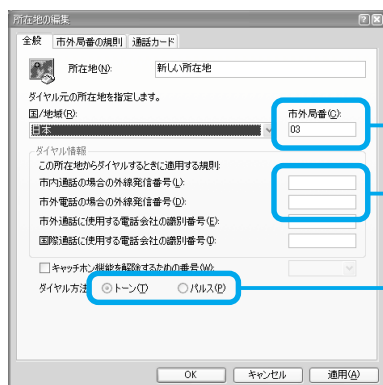 所在地の編集
全般 市外局番の規則 通話カード
所在地(N): 新しい所在地
ダイヤル元の所在地を指定します。
国/地域(R): 市外局番(C):
日本 03
ダイヤル情報
この所在地からダイヤルするときに適用する規則:
市内通話の場合の外線発信番号(L):
市外電話の場合の外線発信番号(D):
市外通話に使用する電話会社の識別番号(E):
国際通話に使用する電話会社の識別番号(I):
キャッチホン機能を解除するための番号(W):
ダイヤル方法: トーン(T) パルス(P)
OK キャンセル 適用(A)